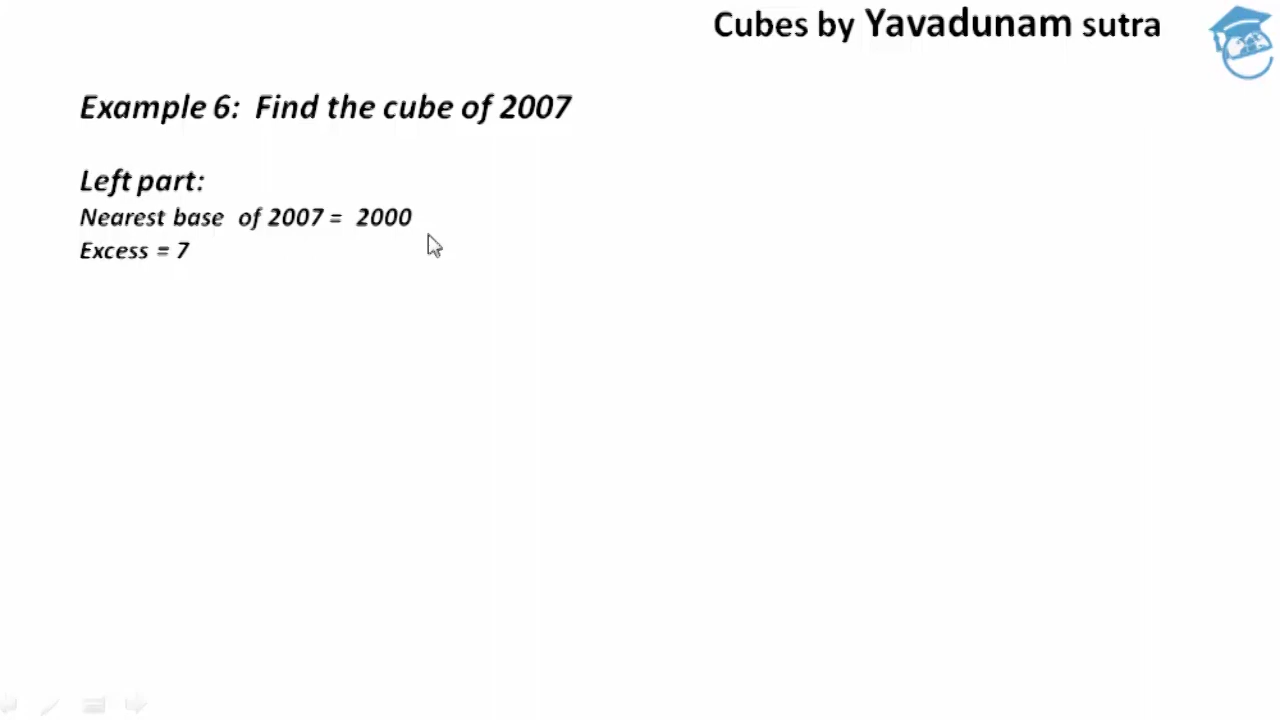 Cubes by Yavadunam sutra
Example 6: Find the cube of 2007
Left part:
Nearest base of 2007 = 2000
Excess = 7